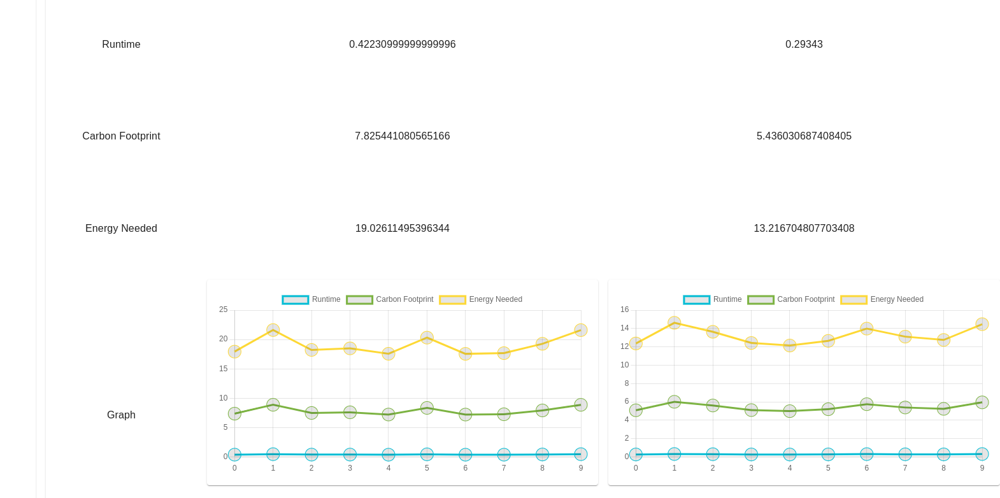 Runtime 0.42230999999999996 0.29343
Carbon Footprint 7.825441080565166 5.436030687408405
Energy Needed 19.02611495396344 13.216704807703408
Graph
Runtime Carbon Footprint Energy Needed
25
20
15
10
5
0
0 1 2 3 4 5 6 7 8 9
Runtime Carbon Footprint Energy Needed
16
14
12
10
8
6
4
2
0
0 1 2 3 4 5 6 7 8 9